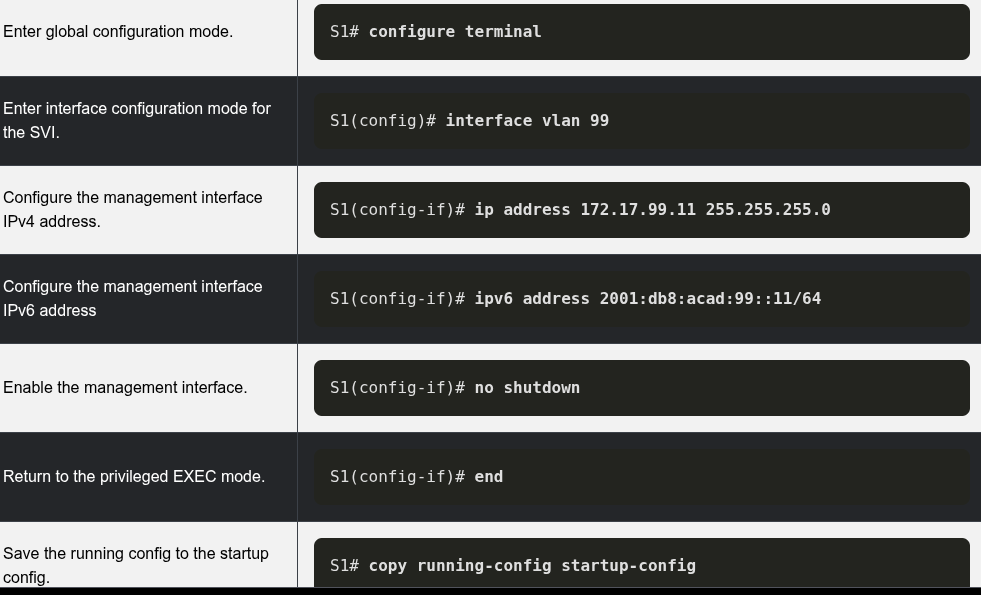 Enter global configuration mode.
S1# configure terminal
Enter interface configuration mode for
the SVI.
S1(config)# interface vlan 99
Configure the management interface
IPv4 address.
S1(config-if)# ip address 172.17.99.11 255.255.255.0
Configure the management interface
IPv6 address
S1(config-if)# ipv6 address 2001:db8:acad:99::11/64
Enable the management interface.
S1(config-if)# no shutdown
Return to the privileged EXEC mode.
S1(config-if)# end
Save the running config to the startup
config.
S1# copy running-config startup-config